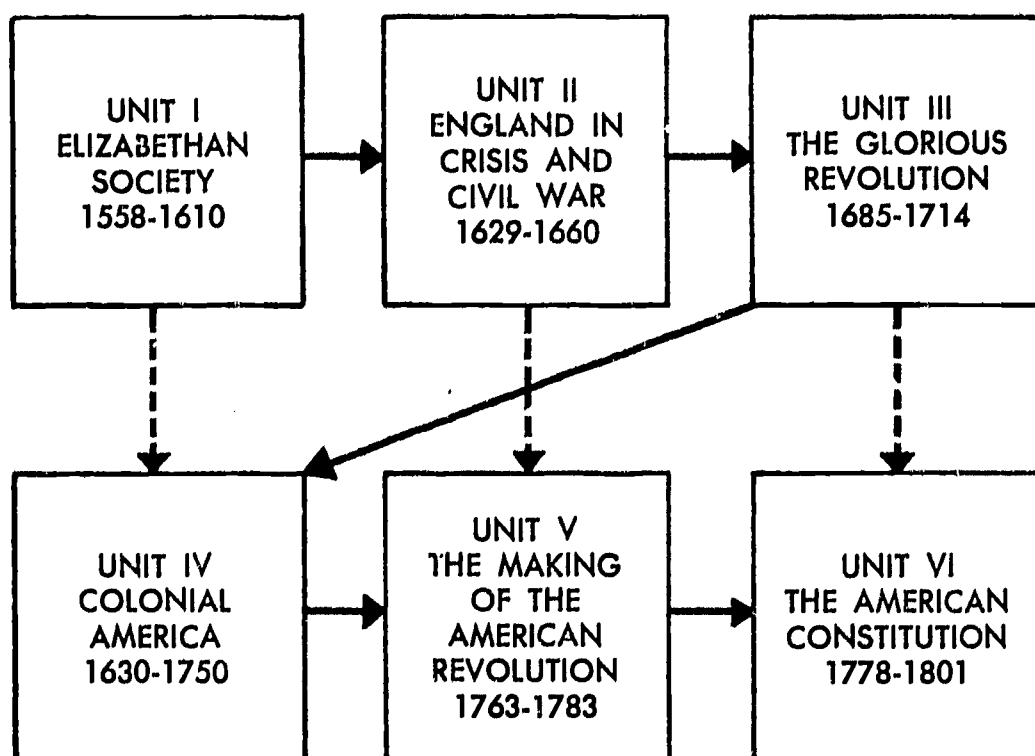 UNIT I
ELIZABETHAN
SOCIETY
1558-1610
UNIT II
ENGLAND IN
CRISIS AND
CIVIL WAR
1629-1660
UNIT III
THE GLORIOUS
REVOLUTION
1685-1714
UNIT IV
COLONIAL
AMERICA
1630-1750
UNIT V
THE MAKING
OF THE
AMERICAN
REVOLUTION
1763-1783
UNIT VI
THE AMERICAN
CONSTITUTION
1778-1801